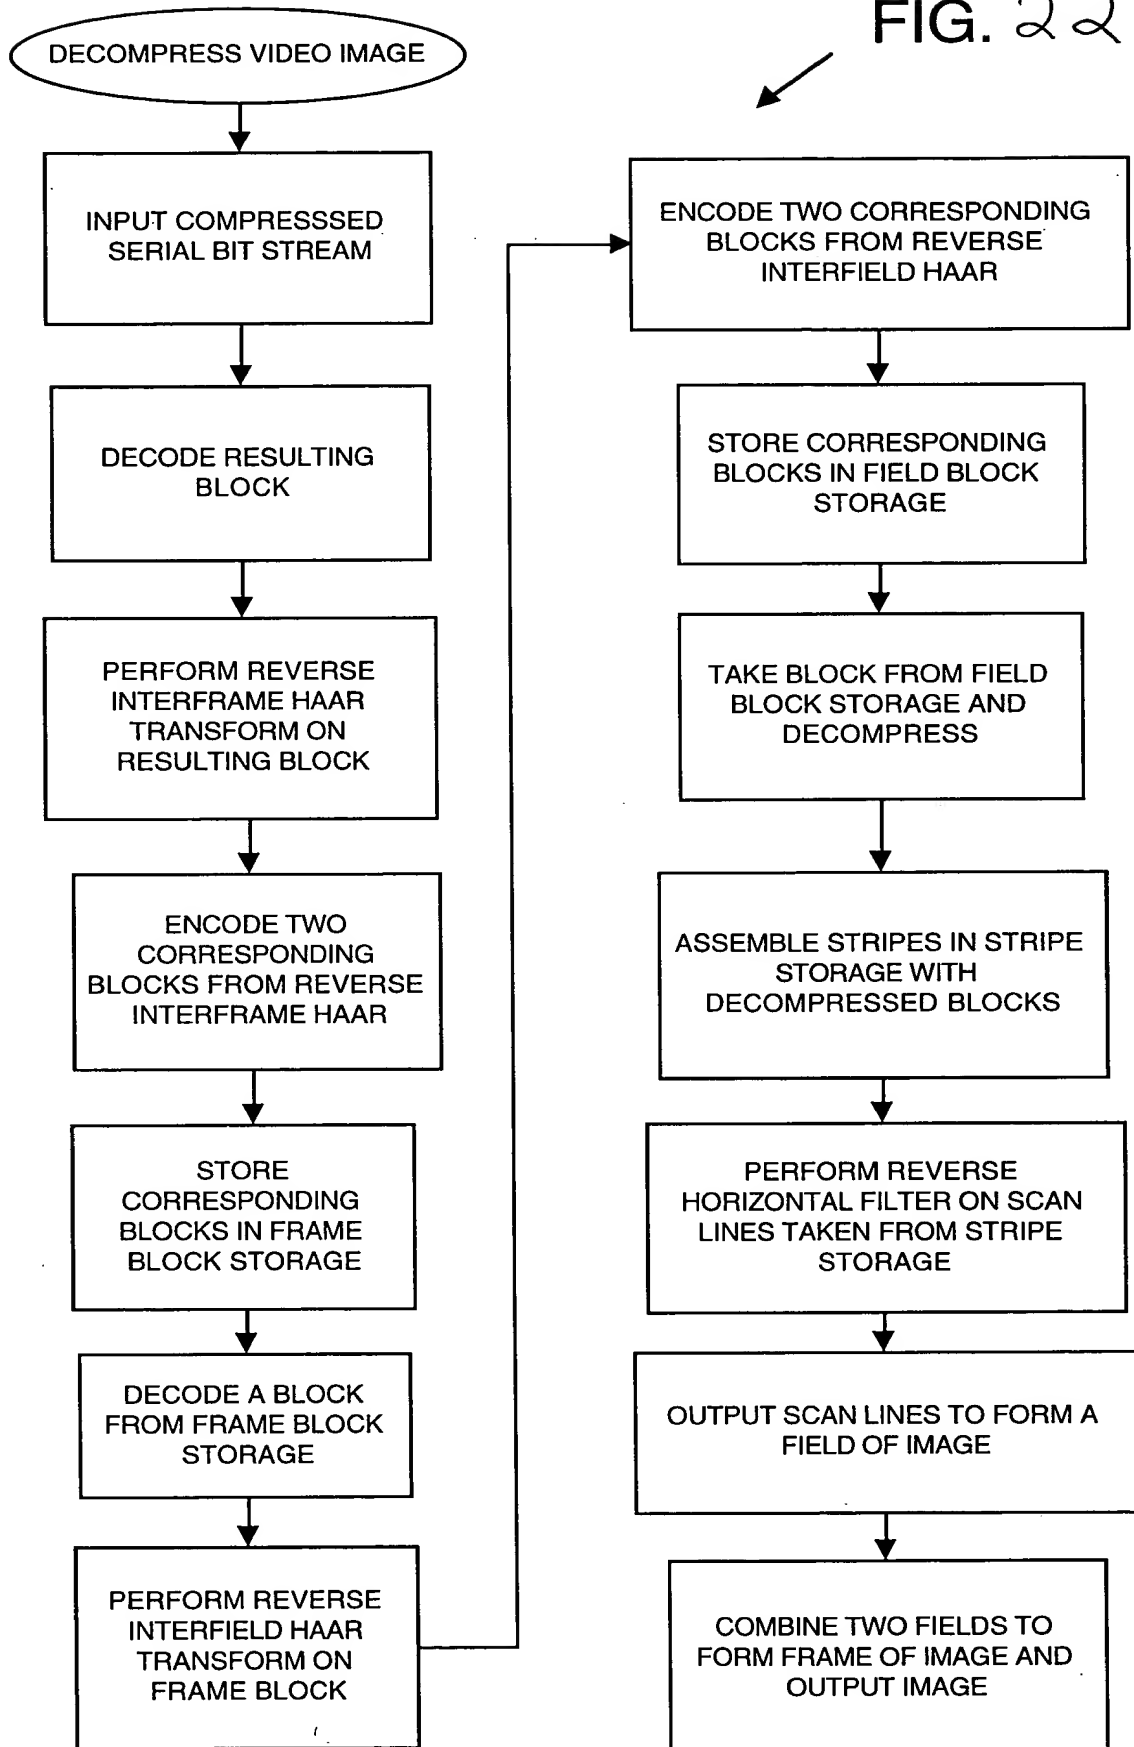 FIG. 22
DECOMPRESS VIDEO IMAGE
INPUT COMPRESSSED
SERIAL BIT STREAM
DECODE RESULTING
BLOCK
PERFORM REVERSE
INTERFRAME HAAR
TRANSFORM ON
RESULTING BLOCK
ENCODE TWO
CORRESPONDING
BLOCKS FROM REVERSE
INTERFRAME HAAR
STORE
CORRESPONDING
BLOCKS IN FRAME
BLOCK STORAGE
DECODE A BLOCK
FROM FRAME BLOCK
STORAGE
PERFORM REVERSE
INTERFIELD HAAR
TRANSFORM ON
FRAME BLOCK
ENCODE TWO CORRESPONDING
BLOCKS FROM REVERSE
INTERFIELD HAAR
STORE CORRESPONDING
BLOCKS IN FIELD BLOCK
STORAGE
TAKE BLOCK FROM FIELD
BLOCK STORAGE AND
DECOMPRESS
ASSEMBLE STRIPES IN STRIPE
STORAGE WITH
DECOMPRESSED BLOCKS
PERFORM REVERSE
HORIZONTAL FILTER ON SCAN
LINES TAKEN FROM STRIPE
STORAGE
OUTPUT SCAN LINES TO FORM A
FIELD OF IMAGE
COMBINE TWO FIELDS TO
FORM FRAME OF IMAGE AND
OUTPUT IMAGE